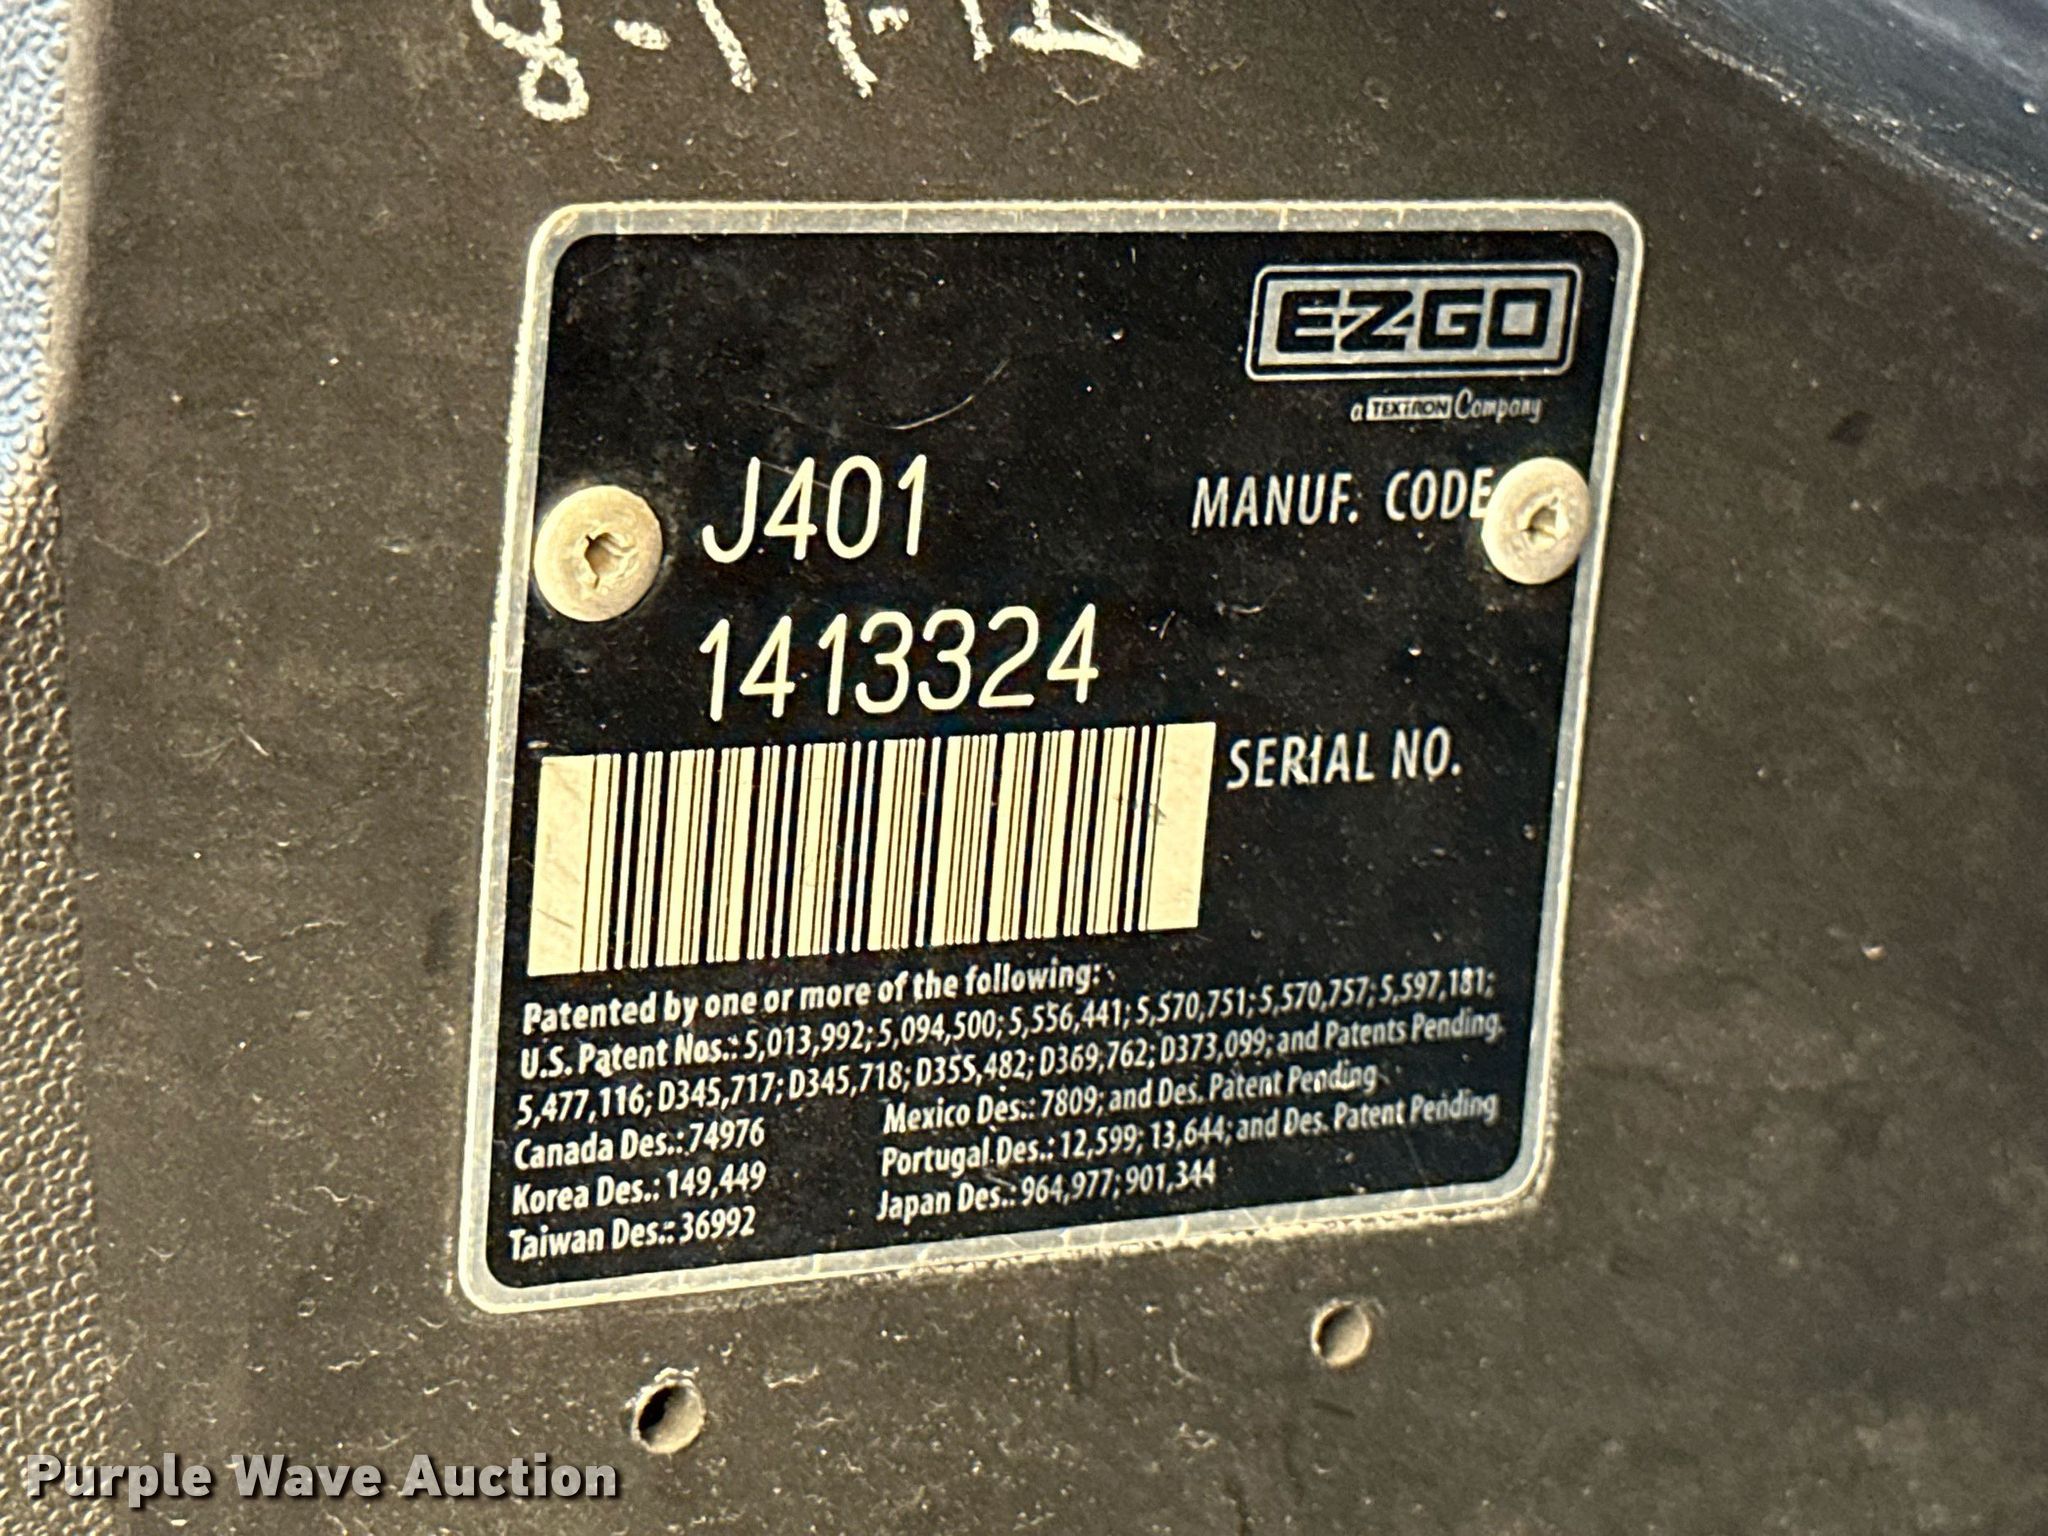 EZGO
a TEXTRON Company
J401 MANUF. CODE
1413324
SERIAL NO.
Patented by one or more of the following:
U.S. Patent Nos.: 5,013,992; 5,094,500; 5,556,441; 5,570,751; 5,570,757; 5,597,181;
5,477,116; D345,717; D345,718; D355,482; D369,762; D373,099; and Patents Pending.
Canada Des.: 74976 Mexico Des.: 7809; and Des. Patent Pending
Korea Des.: 149,449 Portugal Des.: 12,599; 13,644; and Des. Patent Pending
Taiwan Des.: 36992 Japan Des.: 964,977; 901,344
Purple Wave Auction